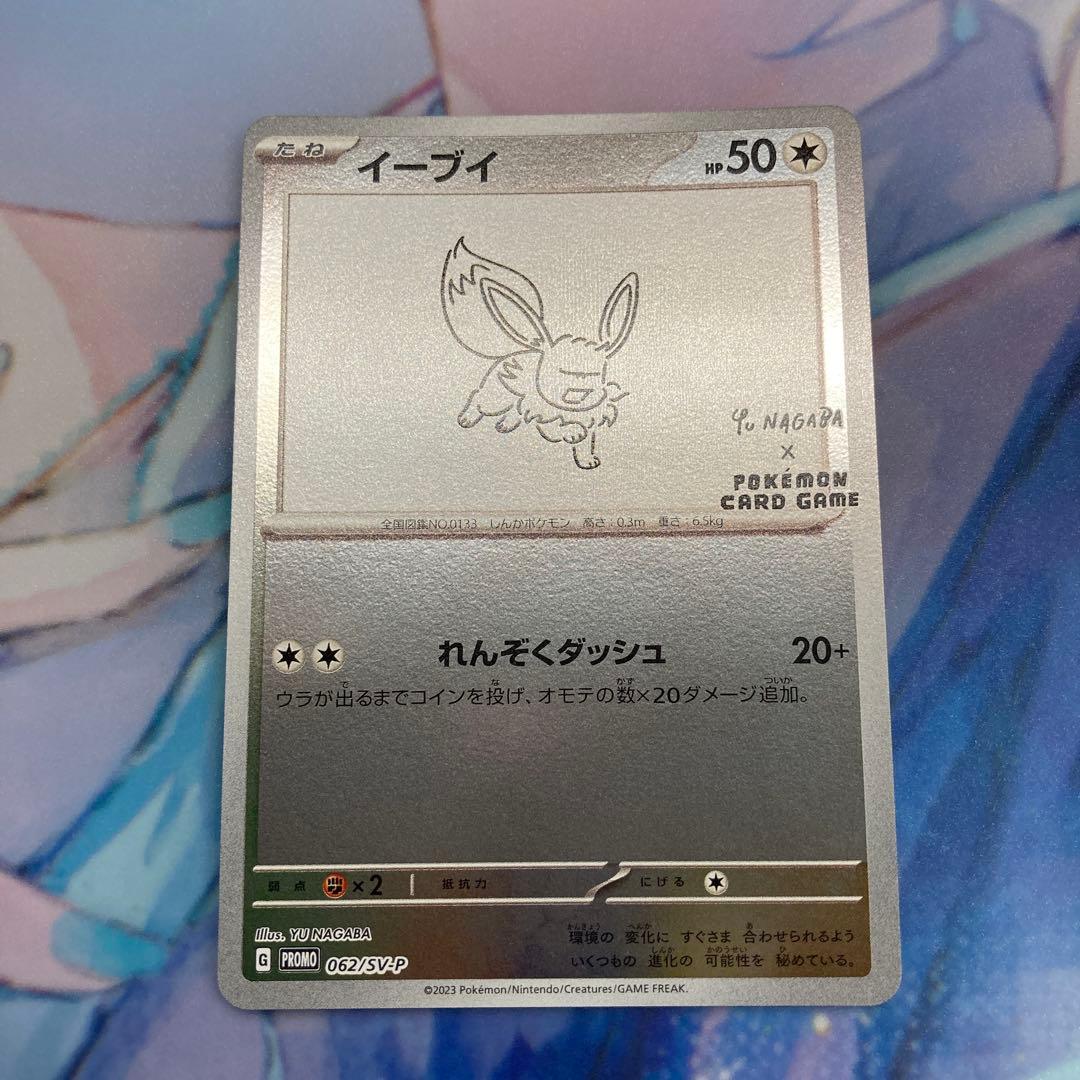 たね イーブイ HP50
Yu NAGABA
×
POKÉMON
CARD GAME
全国図鑑NO.0133 しんかポケモン 高さ:0.3m 重さ:6.5kg
れんぞくダッシュ 20+
ウラが出るまでコインを投げ、オモテの数×20ダメージ追加。
弱点 ×2 抵抗力 にげる
Illus. YU NAGABA
環境の 変化に すぐさま 合わせられるよう
G PROMO 062/SV-P
いくつもの 進化の 可能性を 秘めている。
©2023 Pokémon/Nintendo/Creatures/GAME FREAK.